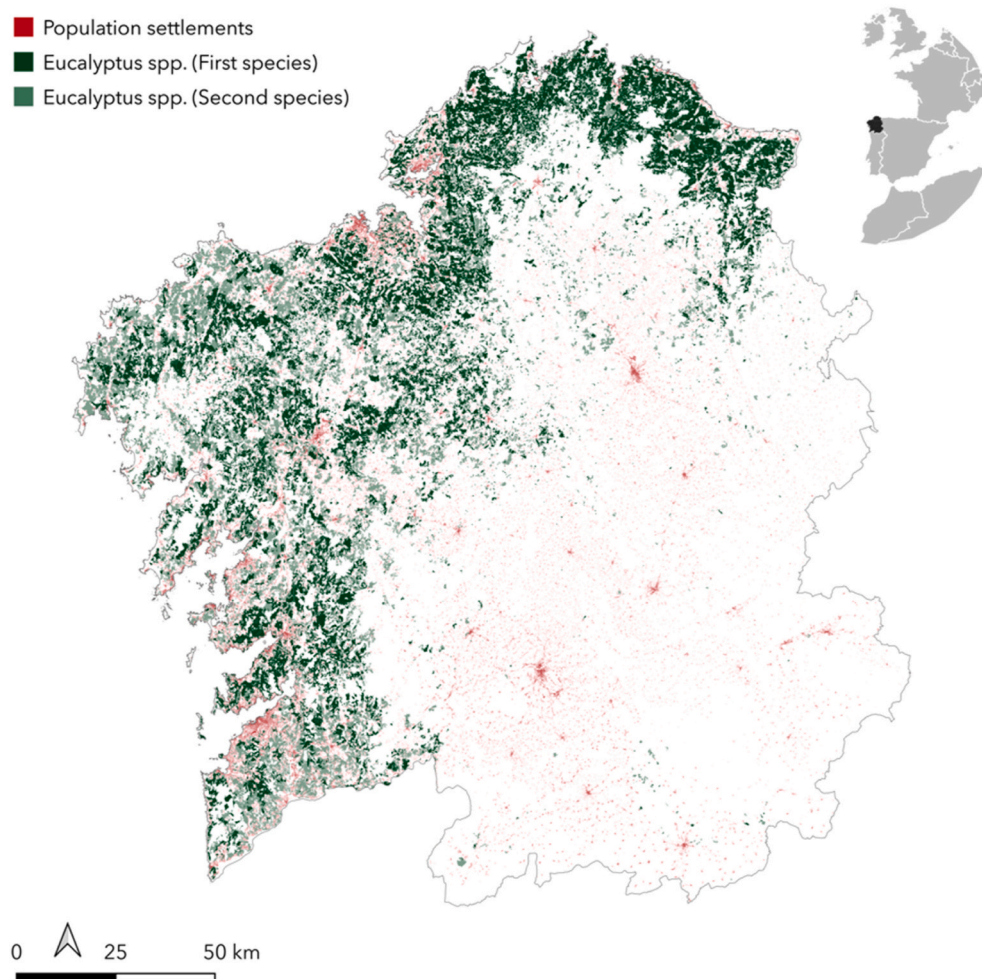 Population settlements
Eucalyptus spp. (First species)
Eucalyptus spp. (Second species)
0 25 50 km